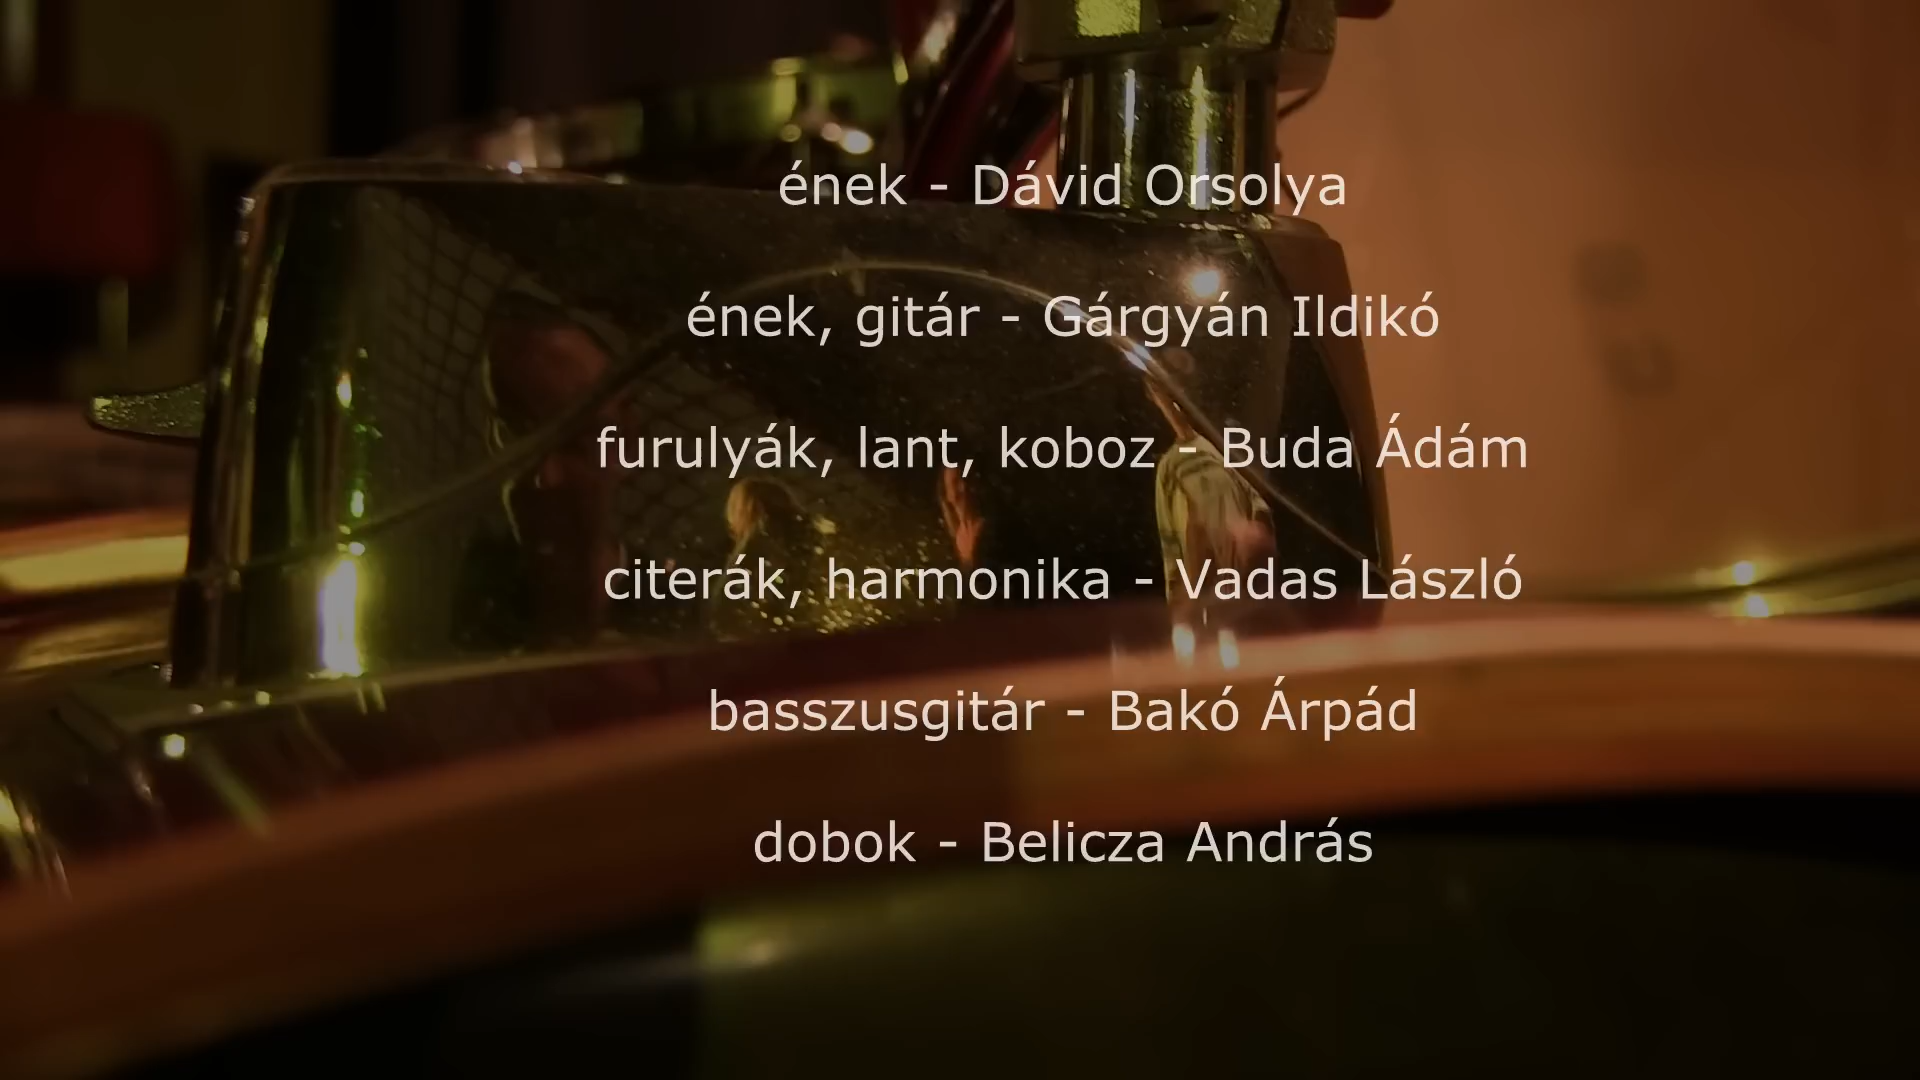 ének - Dávid Orsolya
ének, gitár - Gárgyán Ildikó
furulyák, lant, koboz - Buda Ádám
citerák, harmonika - Vadas László
basszusgitár - Bakó Árpád
dobok - Belicza András